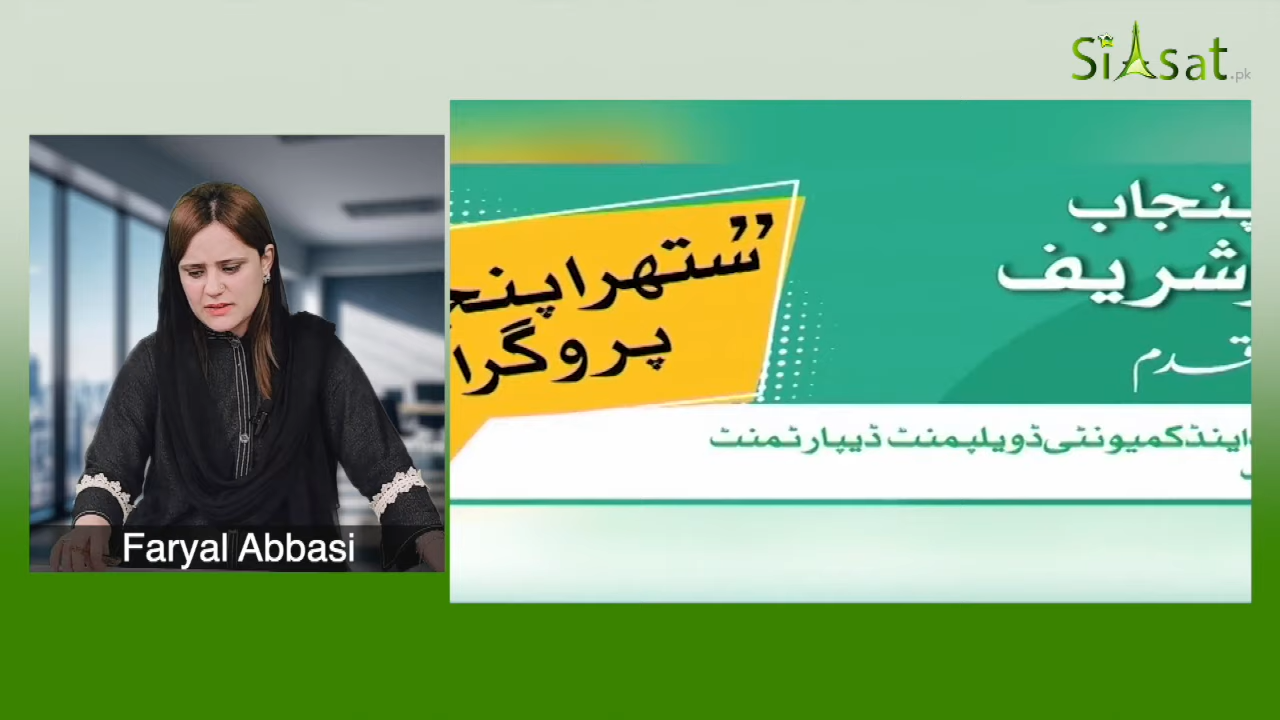 SiAsat.pk
پنجاب
شریف
قدم
”ستھرا پنج
پروگرا
اینڈ کمیونٹی ڈویلپمنٹ ڈیپارٹمنٹ
Faryal Abbasi